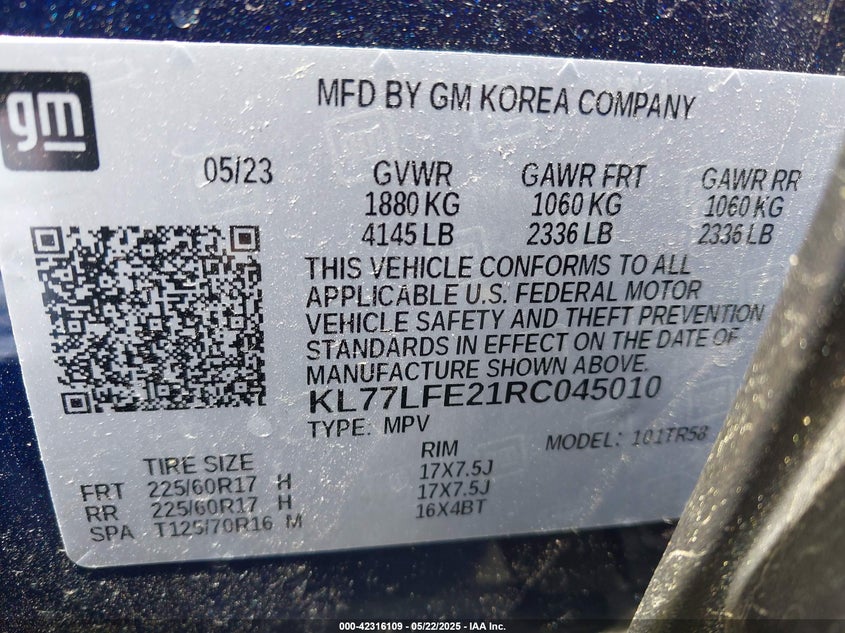 gm
MFD BY GM KOREA COMPANY
05/23 GVWR GAWR FRT GAWR RR
1880 KG 1060 KG 1060 KG
4145 LB 2336 LB 2336 LB
THIS VEHICLE CONFORMS TO ALL
APPLICABLE U.S. FEDERAL MOTOR
VEHICLE SAFETY AND THEFT PREVENTION
STANDARDS IN EFFECT ON THE DATE OF
MANUFACTURE SHOWN ABOVE.
KL77LFE21RC045010
TYPE: MPV MODEL: 101TR58
TIRE SIZE RIM
FRT 225/60R17 H 17X7.5J
RR 225/60R17 H 17X7.5J
SPA T125/70R16 M 16X4BT
000-42316109 - 05/22/2025 - IAA Inc.